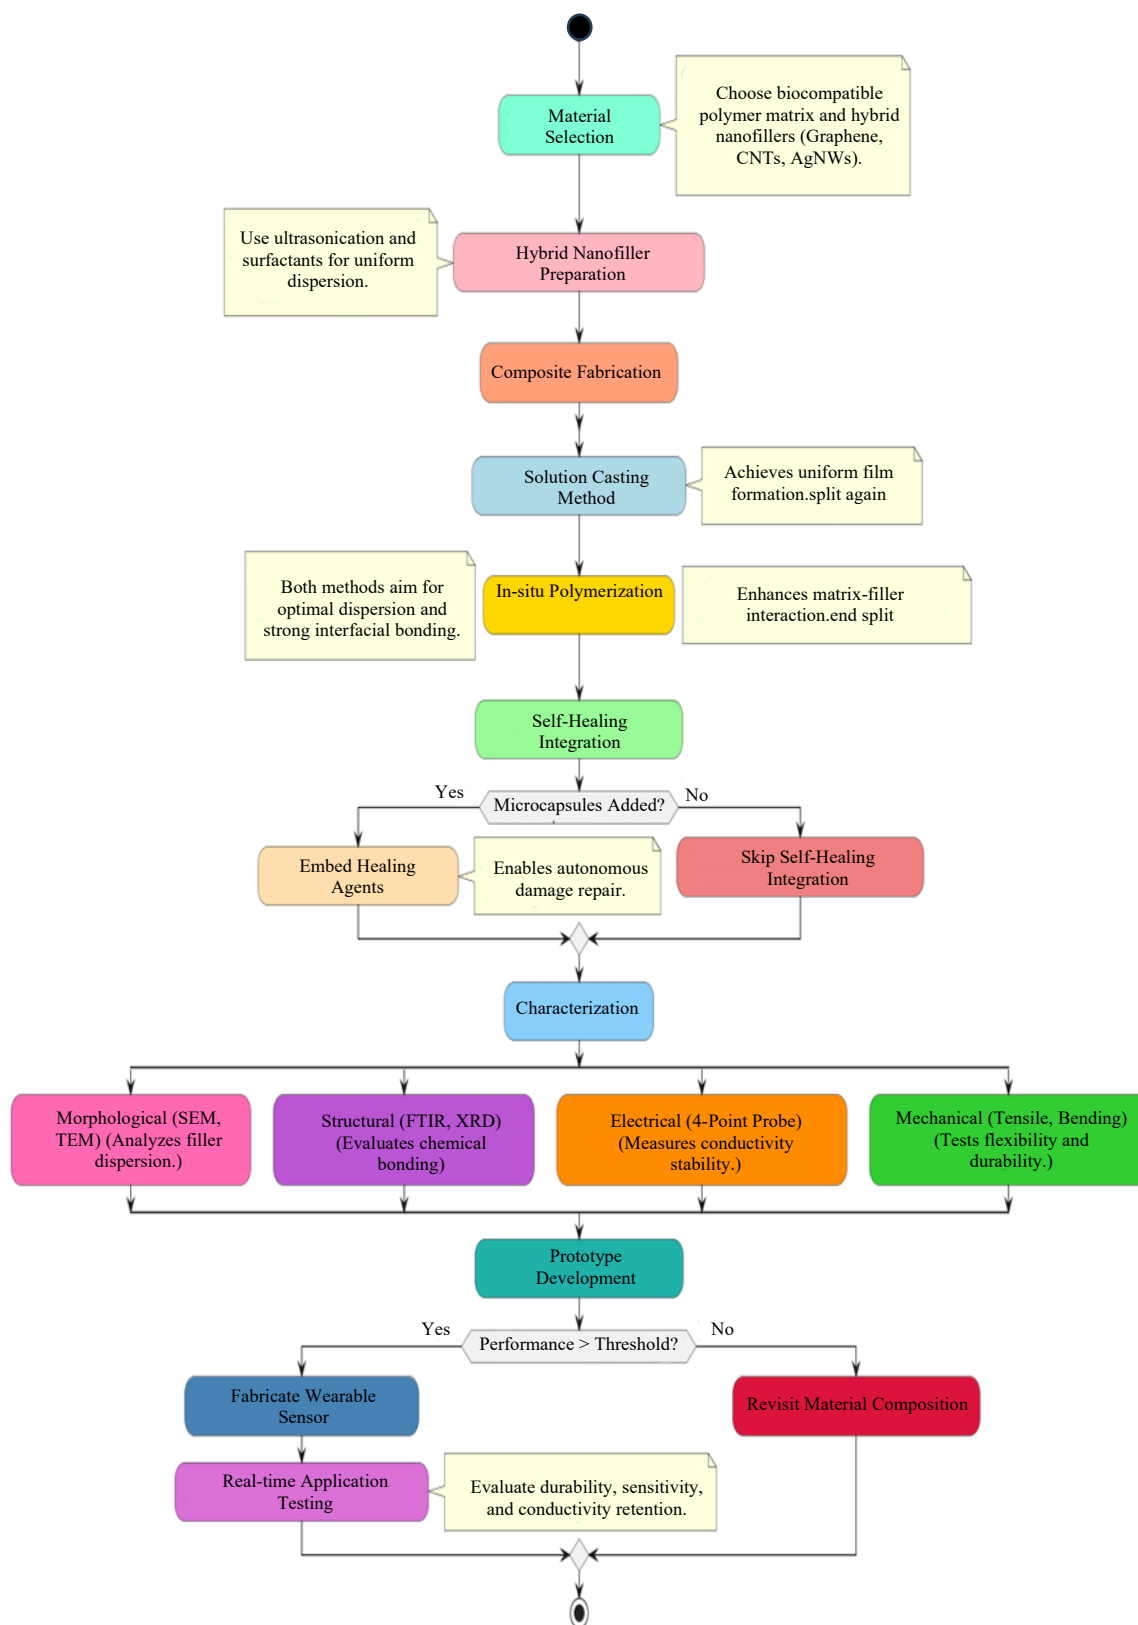 Material
Selection
Choose biocompatible
polymer matrix and hybrid
nanofillers (Graphene,
CNTs, AgNWs).
Use ultrasonication and
surfactants for uniform
dispersion.
Hybrid Nanofiller
Preparation
Composite Fabrication
Solution Casting
Method
Achieves uniform film
formation.split again
Both methods aim for
optimal dispersion and
strong interfacial bonding.
In-situ Polymerization
Enhances matrix-filler
interaction.end split
Self-Healing
Integration
Yes
Microcapsules Added?
No
Embed Healing
Agents
Enables autonomous
damage repair.
Skip Self-Healing
Integration
Characterization
Morphological (SEM,
TEM) (Analyzes filler
dispersion.)
Structural (FTIR, XRD)
(Evaluates chemical
bonding)
Electrical (4-Point Probe)
(Measures conductivity
stability.)
Mechanical (Tensile, Bending)
(Tests flexibility and
durability.)
Prototype
Development
Yes
Performance > Threshold?
No
Fabricate Wearable
Sensor
Revisit Material Composition
Real-time Application
Testing
Evaluate durability, sensitivity,
and conductivity retention.